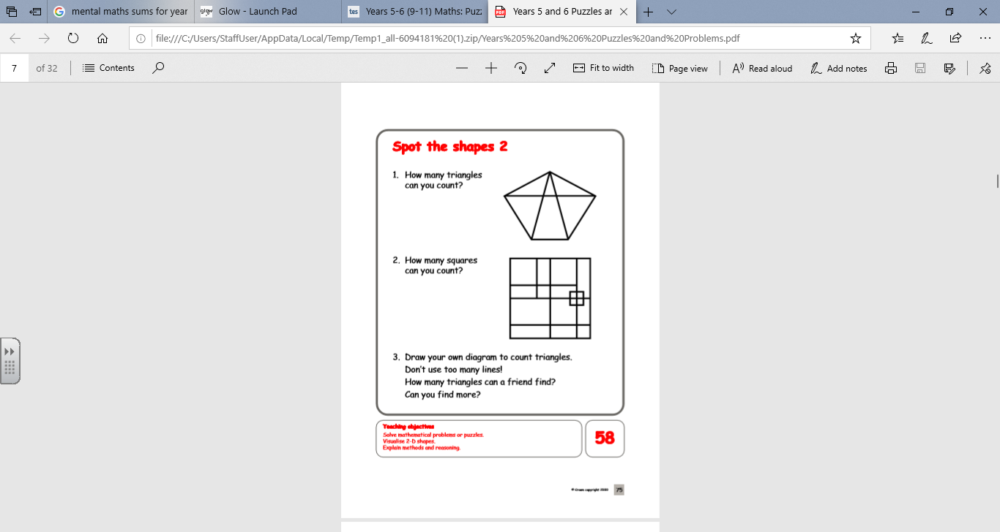 mental maths sums for year
Glow - Launch Pad
tes Years 5-6 (9-11) Maths: Puz
Years 5 and 6 Puzzles ar
file:///C:/Users/StaffUser/AppData/Local/Temp/Temp1_all-6094181%20(1).zip/Years%205%20and%206%20Puzzles%20and%20Problems.pdf
7 of 32 Contents Fit to width Page view Read aloud Add notes
Spot the shapes 2
1. How many triangles
can you count?
2. How many squares
can you count?
3. Draw your own diagram to count triangles.
Don't use too many lines!
How many triangles can a friend find?
Can you find more?
Teaching objectives
Solve mathematical problems or puzzles.
Visualise 2-D shapes.
Explain methods and reasoning.
58
© Crown copyright 2000 75